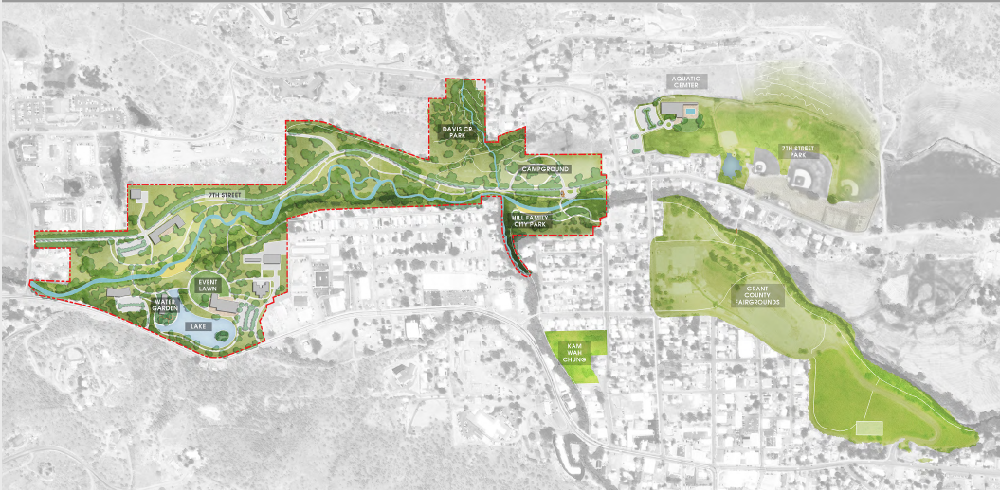 AQUATIC
CENTER
DAVIS CR
PARK
7TH STREET
PARK
CAMPGROUND
7TH STREET
HILL FAMILY
CITY PARK
EVENT
LAWN
GRANT
COUNTY
FAIRGROUNDS
WATER
GARDEN
LAKE
KAM
WAH
CHUNG